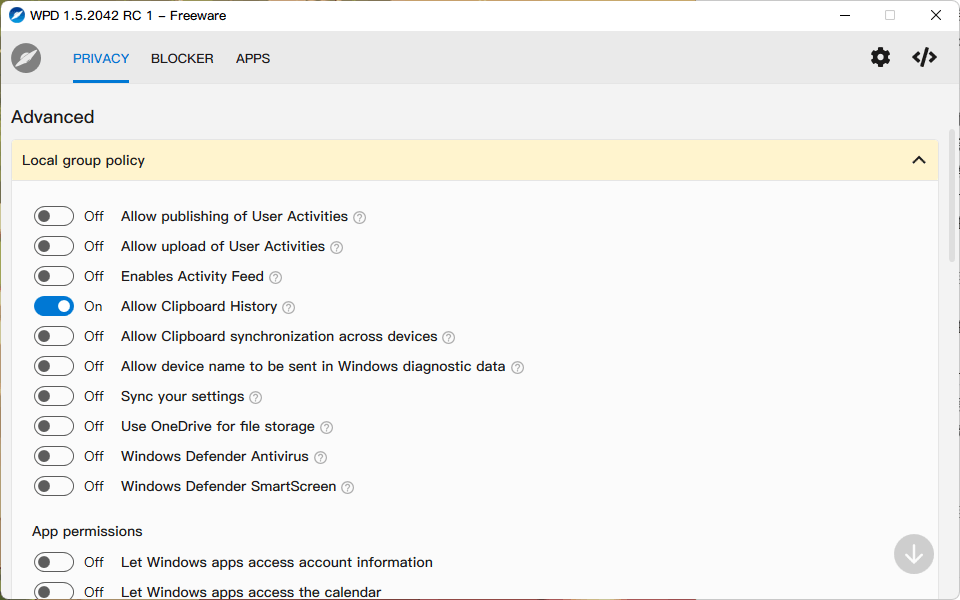 WPD 1.5.2042 RC 1 - Freeware
PRIVACY BLOCKER APPS
Advanced
Local group policy
Off Allow publishing of User Activities ?
Off Allow upload of User Activities ?
Off Enables Activity Feed ?
On Allow Clipboard History ?
Off Allow Clipboard synchronization across devices ?
Off Allow device name to be sent in Windows diagnostic data ?
Off Sync your settings ?
Off Use OneDrive for file storage ?
Off Windows Defender Antivirus ?
Off Windows Defender SmartScreen ?
App permissions
Off Let Windows apps access account information
Off Let Windows apps access the calendar